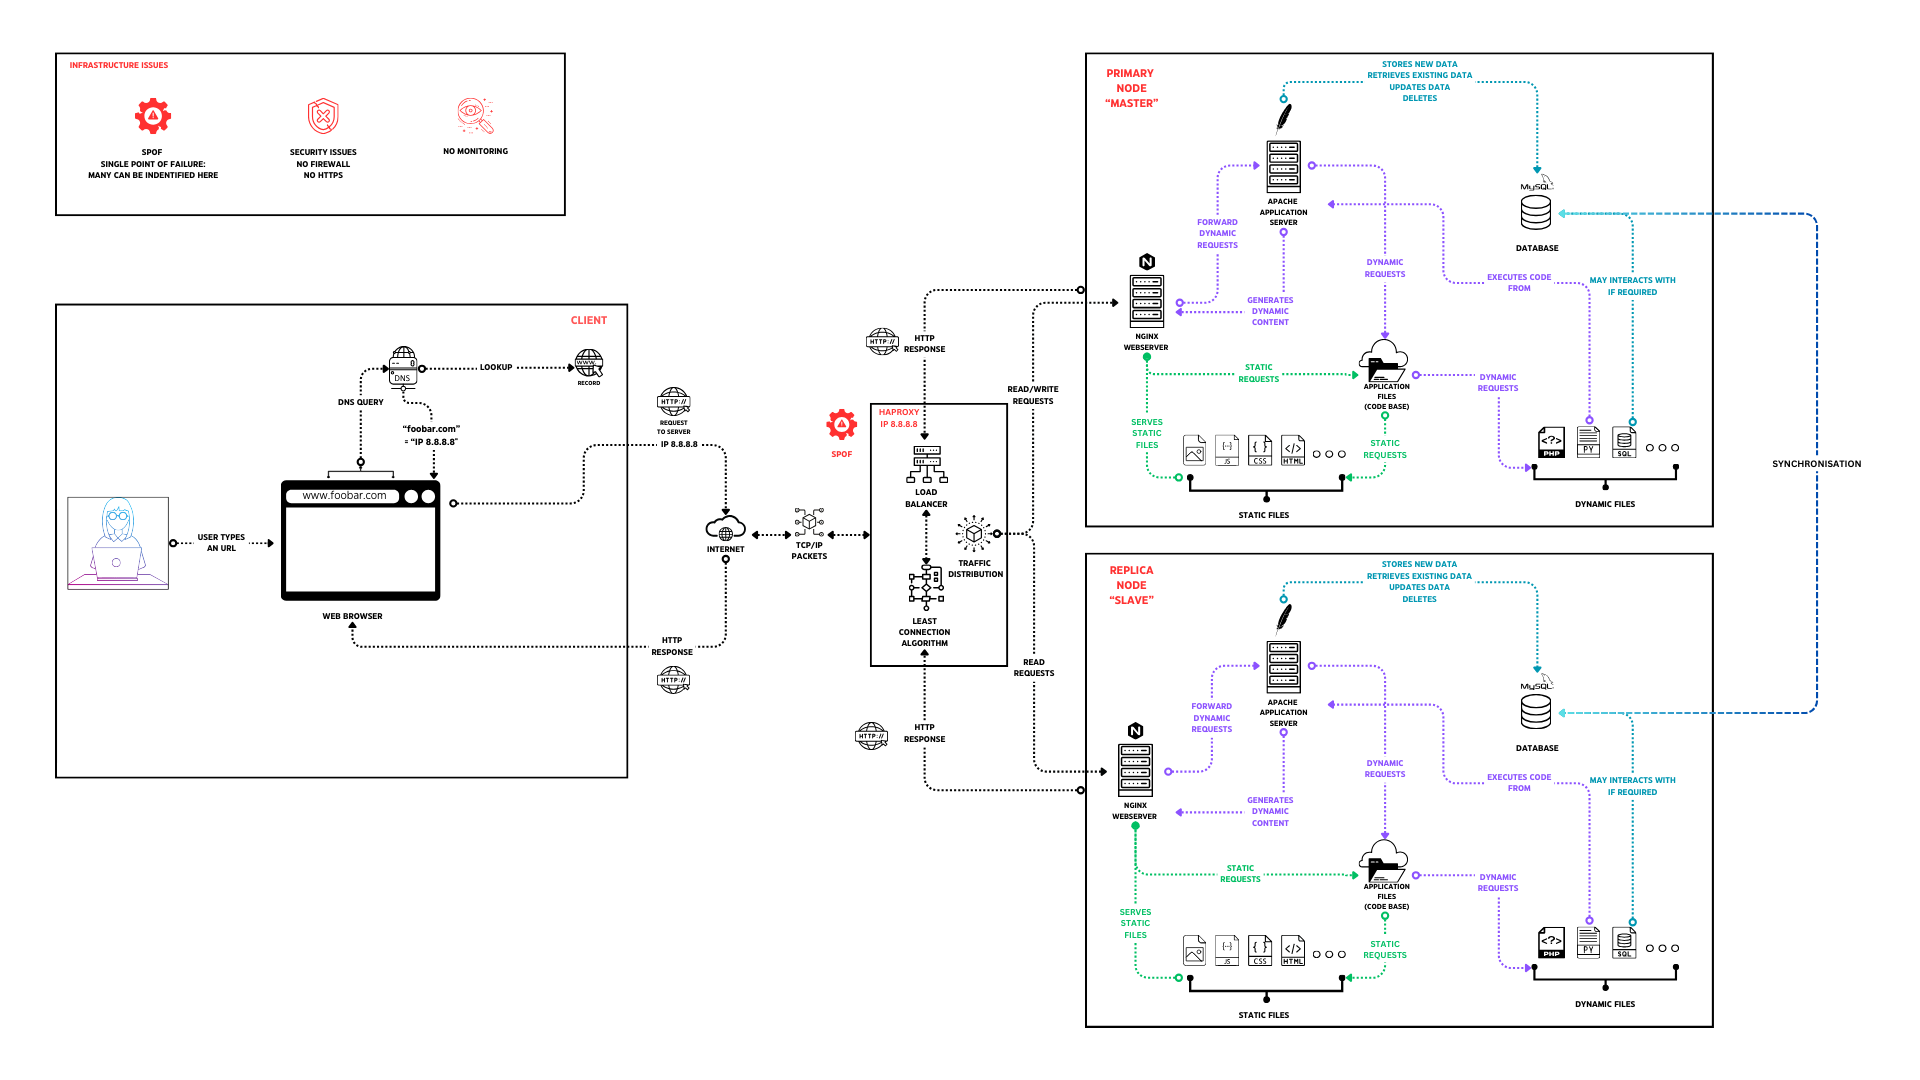 INFRASTRUCTURE ISSUES
SPOF
SINGLE POINT OF FAILURE:
MANY CAN BE INDENTIFIED HERE
SECURITY ISSUES
NO FIREWALL
NO HTTPS
NO MONITORING
CLIENT
DNS
LOOKUP
WWW.
RECORD
DNS QUERY
“foobar.com”
= “IP 8.8.8.8”
www.foobar.com
USER TYPES
AN URL
WEB BROWSER
HTTP://
REQUEST
TO SERVER
IP 8.8.8.8
INTERNET
TCP/IP
PACKETS
HTTP
RESPONSE
HTTP://
SPOF
HAPROXY
IP 8.8.8.8
LOAD
BALANCER
TRAFFIC
DISTRIBUTION
LEAST
CONNECTION
ALGORITHM
HTTP://
HTTP
RESPONSE
READ/WRITE
REQUESTS
READ
REQUESTS
HTTP://
HTTP
RESPONSE
PRIMARY
NODE
“MASTER”
STORES NEW DATA
RETRIEVES EXISTING DATA
UPDATES DATA
DELETES
APACHE
APPLICATION
SERVER
MySQL
DATABASE
FORWARD
DYNAMIC
REQUESTS
N
NGINX
WEBSERVER
GENERATES
DYNAMIC
CONTENT
DYNAMIC
REQUESTS
EXECUTES CODE
FROM
MAY INTERACTS WITH
IF REQUIRED
STATIC
REQUESTS
APPLICATION
FILES
(CODE BASE)
DYNAMIC
REQUESTS
SERVES
STATIC
FILES
STATIC
REQUESTS
JS
CSS
HTML
STATIC FILES
PHP
PY
SQL
DYNAMIC FILES
SYNCHRONISATION
REPLICA
NODE
“SLAVE”
STORES NEW DATA
RETRIEVES EXISTING DATA
UPDATES DATA
DELETES
APACHE
APPLICATION
SERVER
MySQL
DATABASE
FORWARD
DYNAMIC
REQUESTS
N
NGINX
WEBSERVER
GENERATES
DYNAMIC
CONTENT
DYNAMIC
REQUESTS
EXECUTES CODE
FROM
MAY INTERACTS WITH
IF REQUIRED
STATIC
REQUESTS
APPLICATION
FILES
(CODE BASE)
DYNAMIC
REQUESTS
SERVES
STATIC
FILES
STATIC
REQUESTS
JS
CSS
HTML
STATIC FILES
PHP
PY
SQL
DYNAMIC FILES